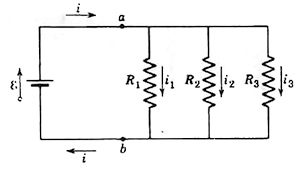 i
a
ℰ
R₁
i₁
R₂
i₂
R₃
i₃
b
i